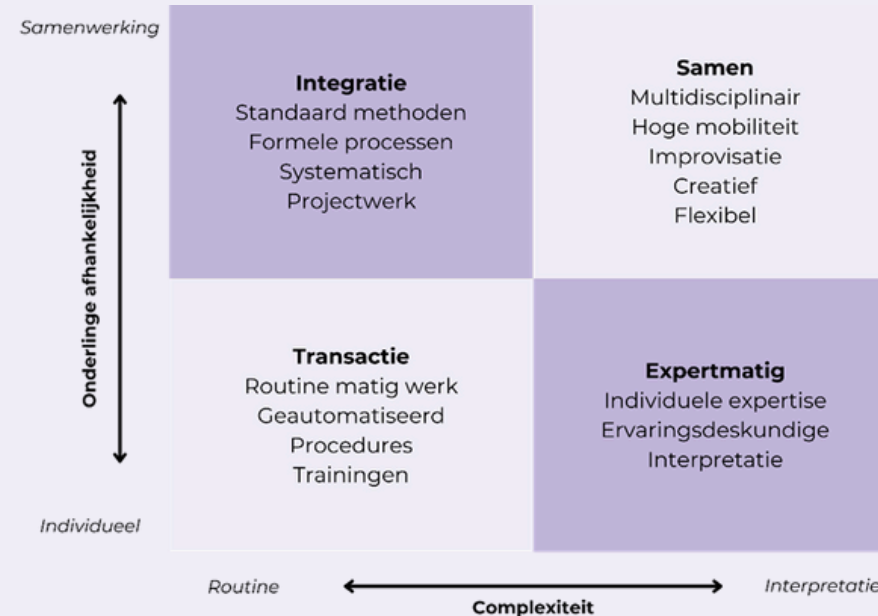 Samenwerking
Integratie
Standaard methoden
Formele processen
Systematisch
Projectwerk
Samen
Multidisciplinair
Hoge mobiliteit
Improvisatie
Creatief
Flexibel
Onderlinge afhankelijkheid
Transactie
Routine matig werk
Geautomatiseerd
Procedures
Trainingen
Expertmatig
Individuele expertise
Ervaringsdeskundige
Interpretatie
Individueel
Routine
Interpretatie
Complexiteit